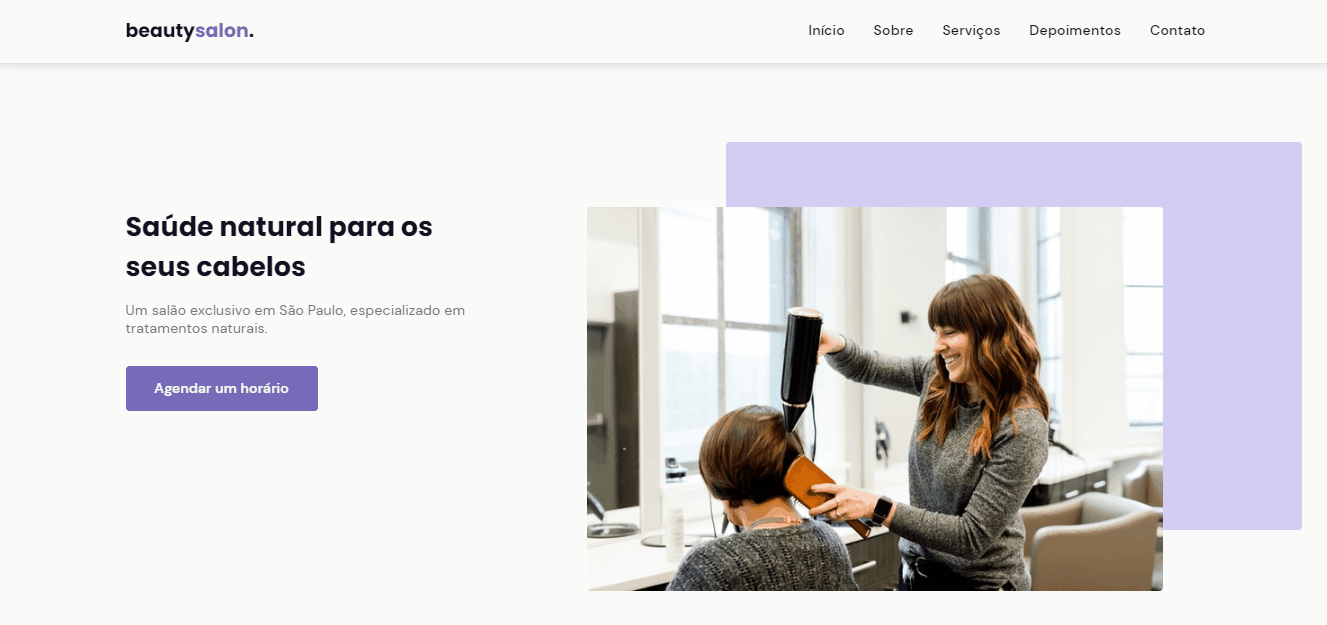 beautysalon.
Início Sobre Serviços Depoimentos Contato
Saúde natural para os
seus cabelos
Um salão exclusivo em São Paulo, especializado em
tratamentos naturais.
Agendar um horário